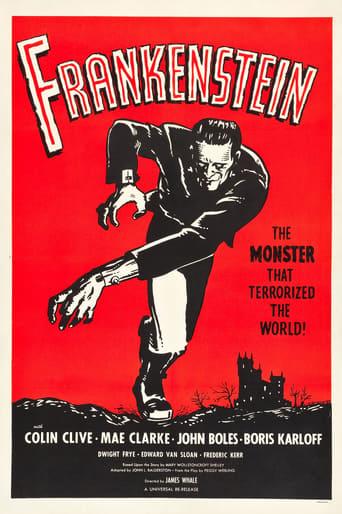 FRANKENSTEIN
THE
MONSTER
THAT
TERRORIZED
THE
WORLD!
with
COLIN CLIVE · MAE CLARKE · JOHN BOLES · BORIS KARLOFF
DWIGHT FRYE · EDWARD VAN SLOAN · FREDERIC KERR
Based Upon the Story by MARY WOLLSTONCRAFT SHELLEY
Adapted by JOHN L. BALDERSTON - From the Play by PEGGY WEBLING
Directed by JAMES WHALE
A UNIVERSAL RE-RELEASE